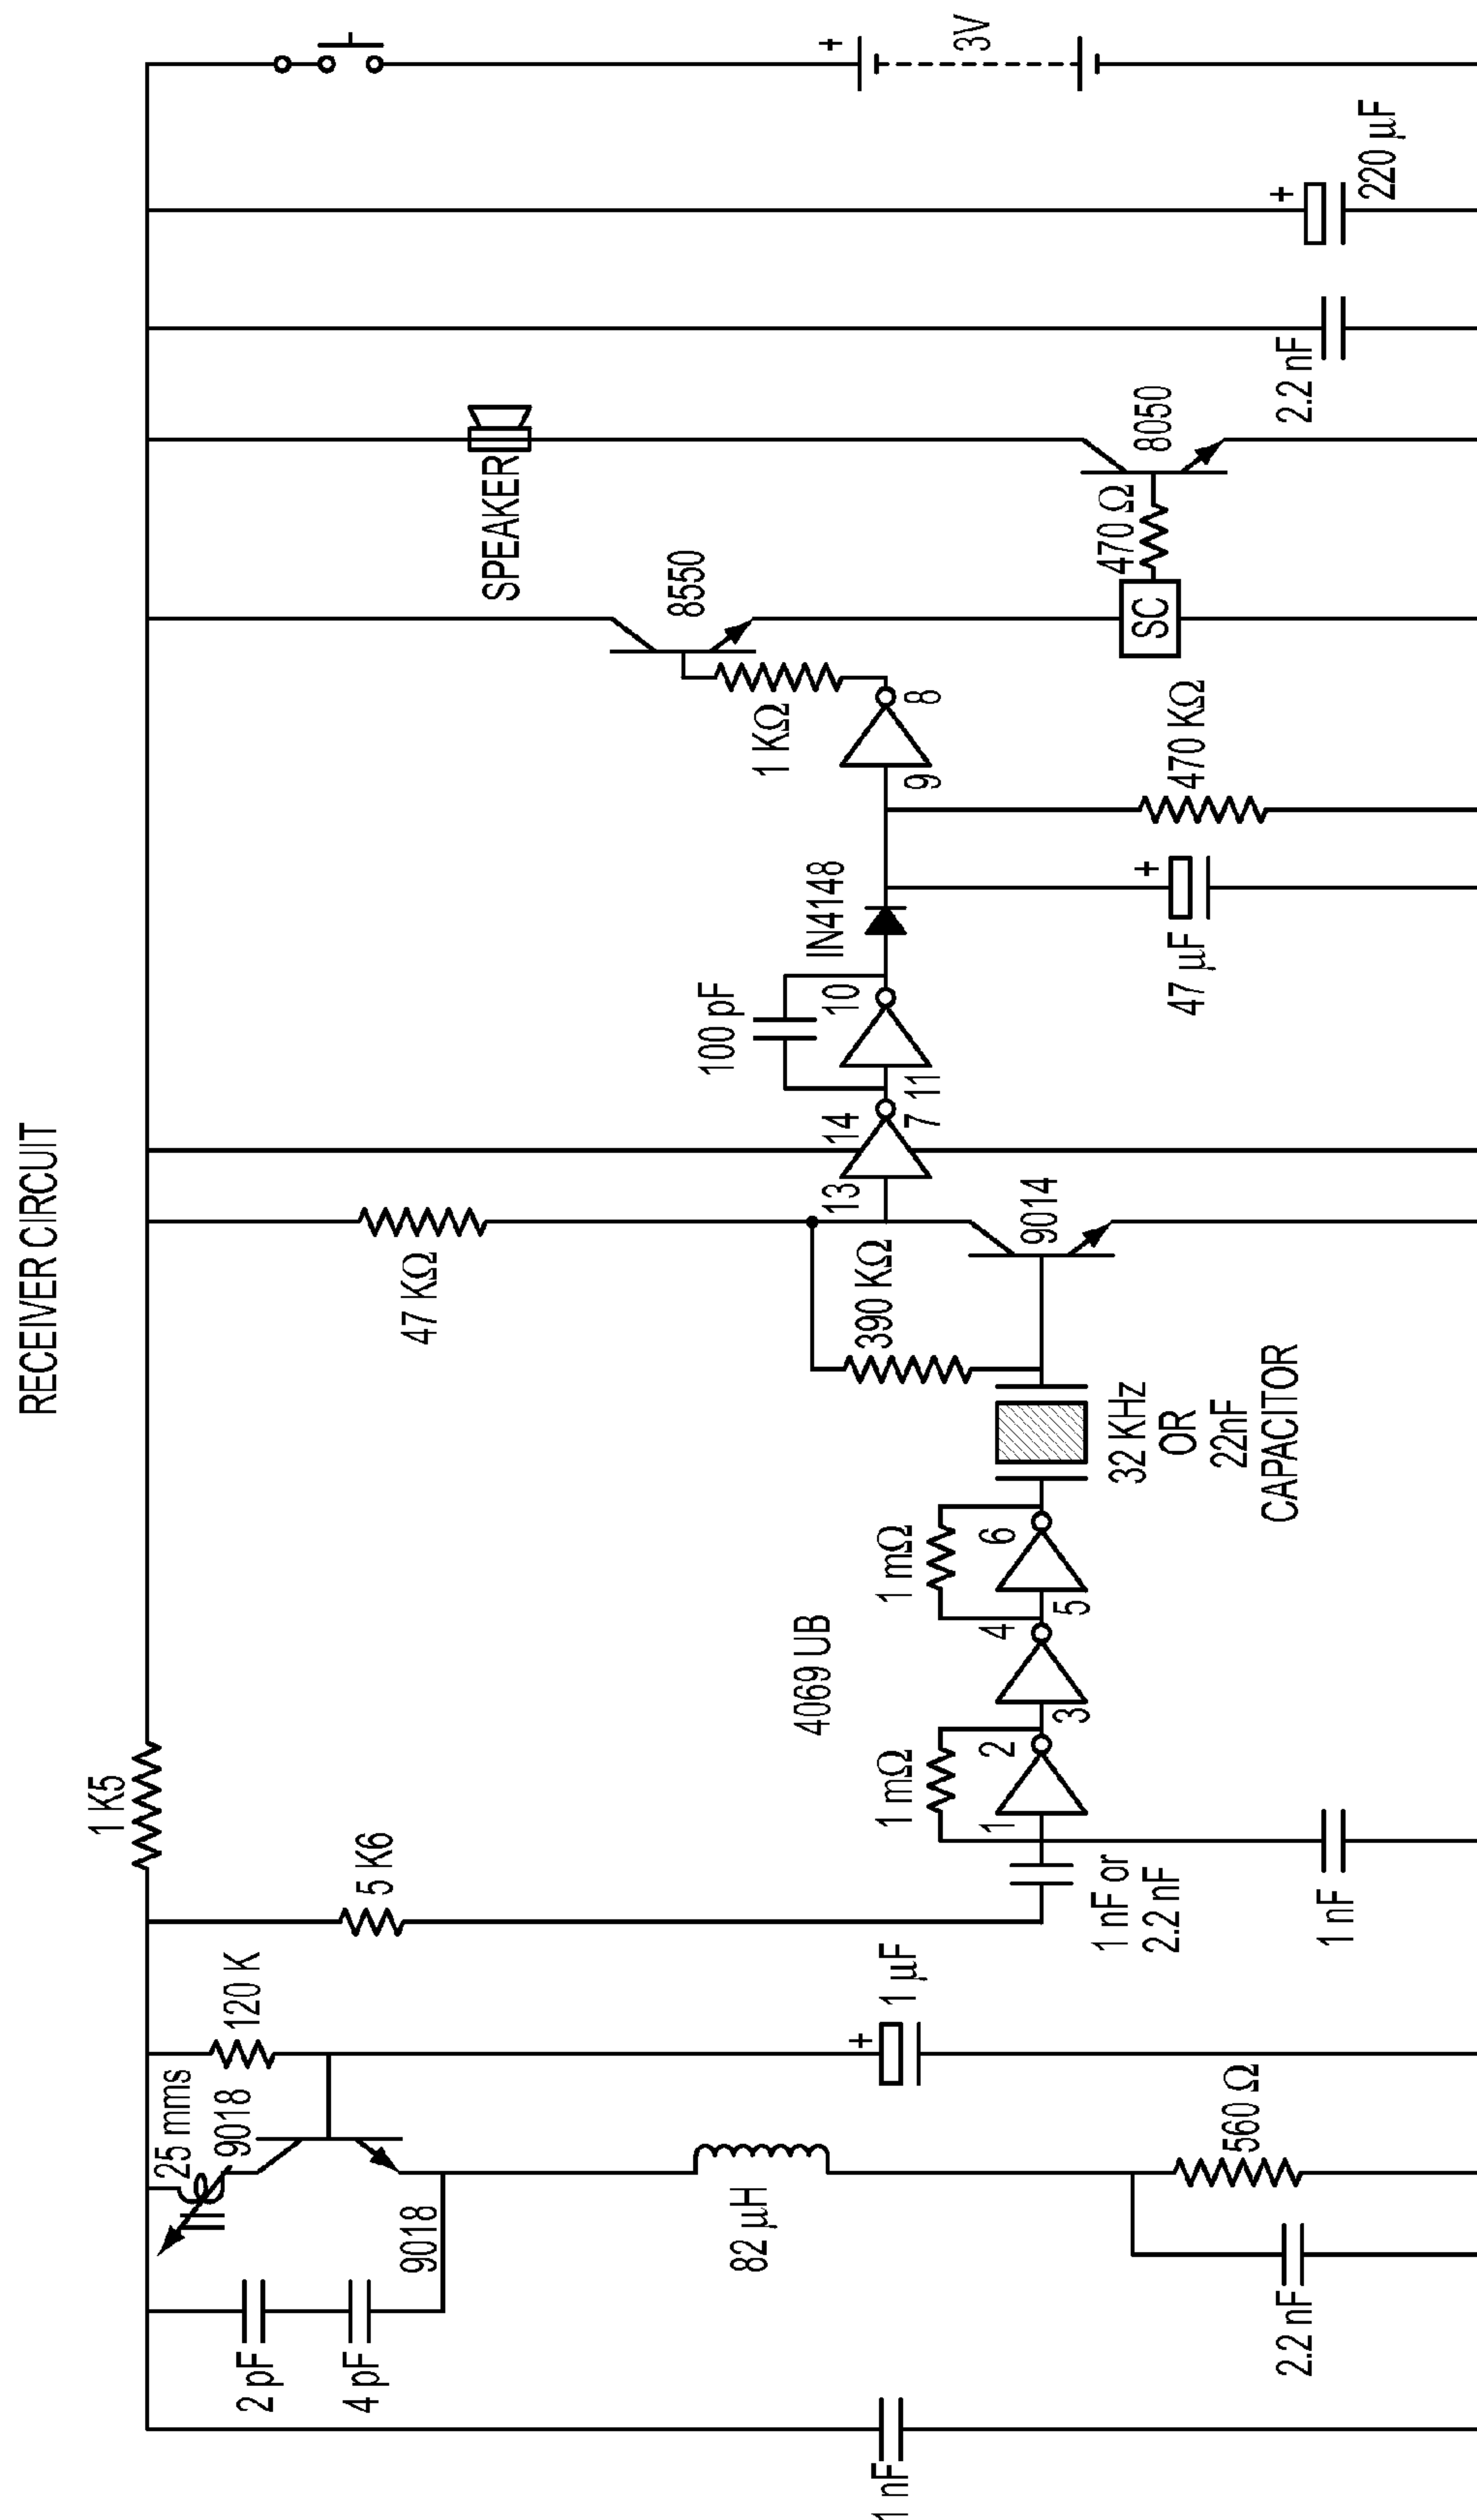 RECEIVER CIRCUIT
1 K5
25 mms
9018
120 K
5 K6
2 pF
4 pF
9018
1 nF
82 µH
2.2 nF
560 Ω
+
1 µF
1 nF or
2.2 nF
1 nF
1 mΩ
1
2
3
4069 UB
4
1 mΩ
5
6
32 KHz
OR
22nF
CAPACITOR
47 KΩ
390 KΩ
9014
13
14
7
11
100 pF
10
IN4148
47 µF
+
470 KΩ
9
8
1 KΩ
8550
SC
470 Ω
8050
SPEAKER
2.2 nF
+
220 µF
+
3V